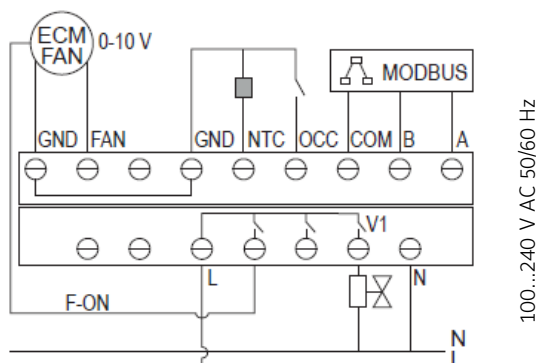 ECM
FAN
0-10 V
MODBUS
GND FAN GND NTC OCC COM B A
V1
L N
F-ON
N
L
100...240 V AC 50/60 Hz